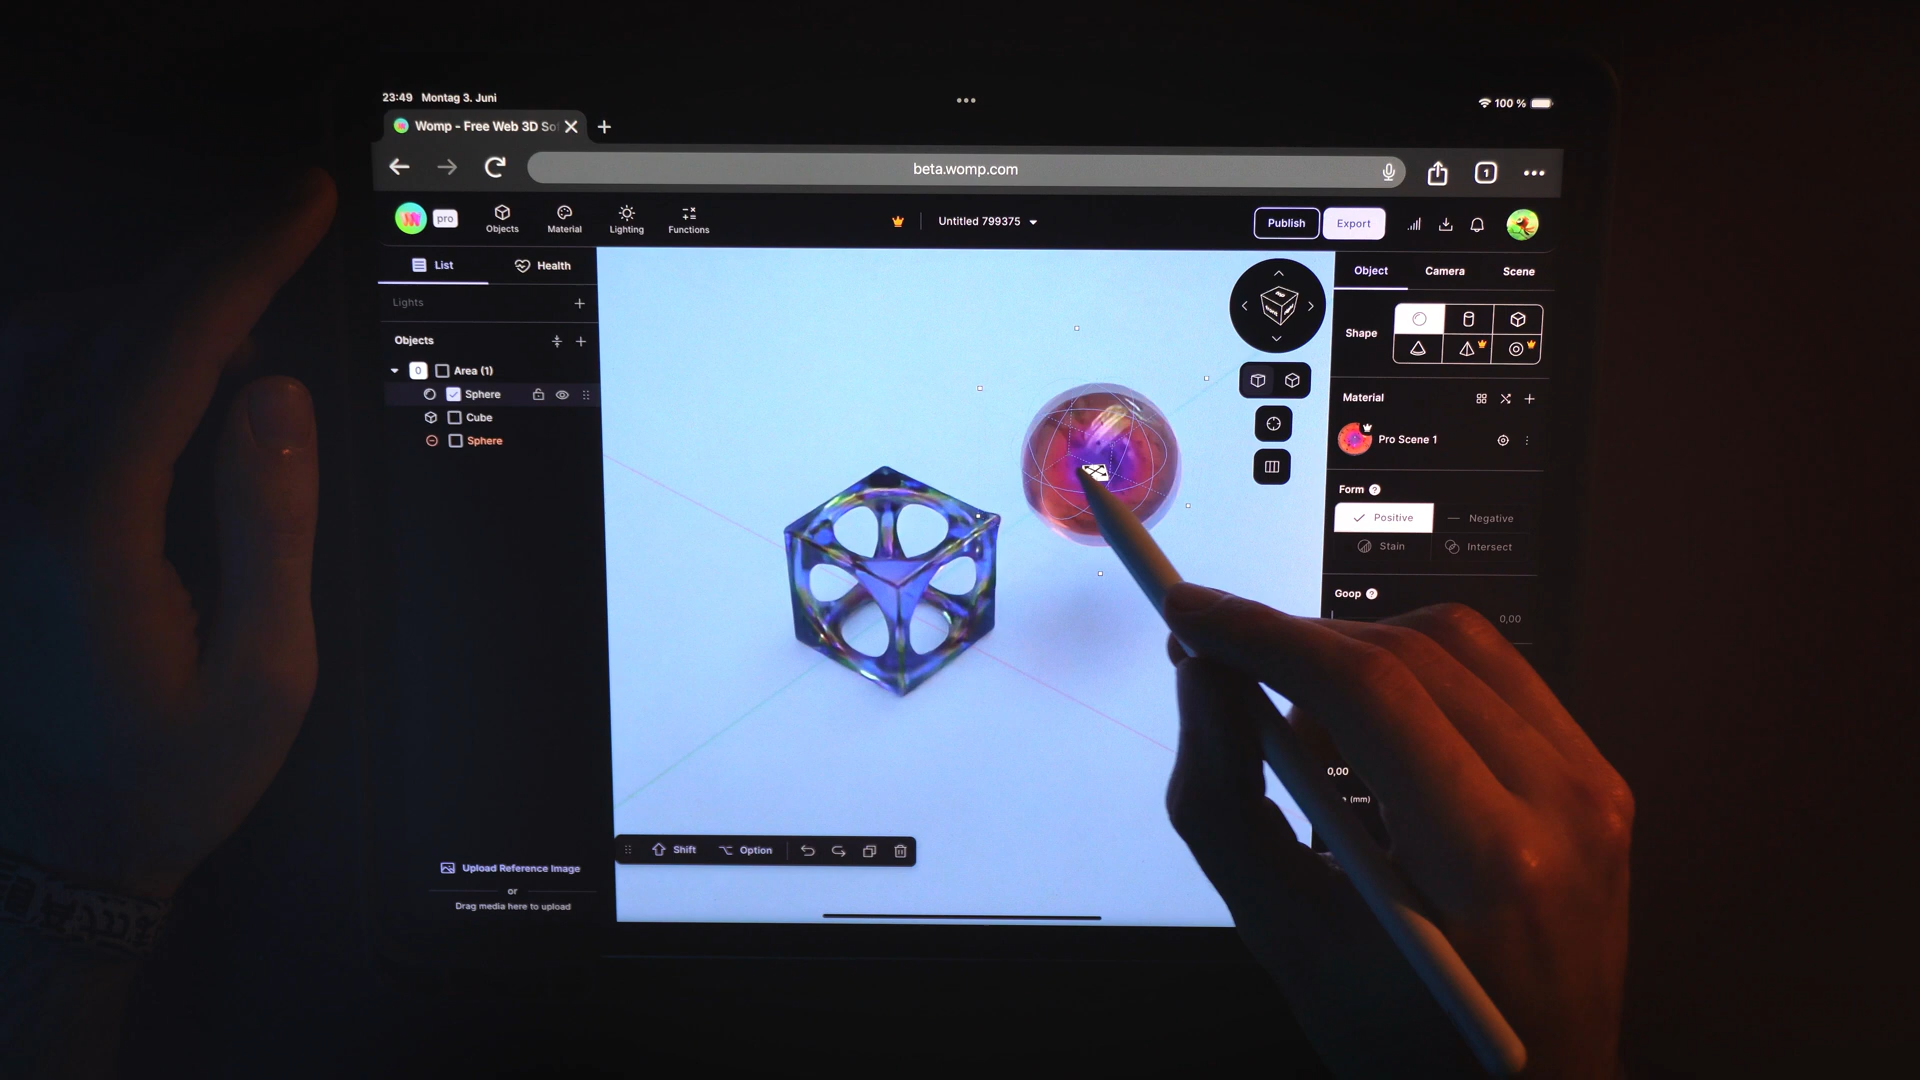 23:49 Montag 3. Juni
100 %
Womp - Free Web 3D So
beta.womp.com
1
pro
Objects
Material
Lighting
Functions
Untitled 799375
Publish
Export
List
Health
Lights
Objects
0 Area (1)
Sphere
Cube
Sphere
Upload Reference Image
or
Drag media here to upload
Shift
Option
Object
Camera
Scene
Shape
Material
Pro Scene 1
Form ?
Positive
Negative
Stain
Intersect
Goop ?
0,00
0,00
(mm)